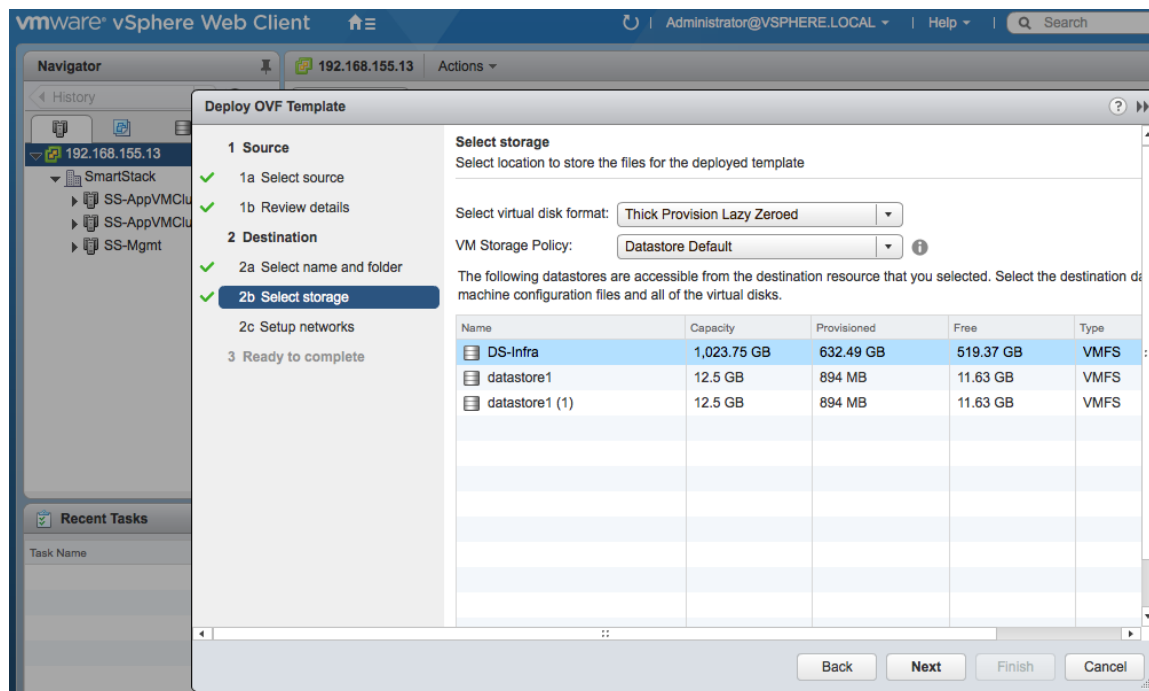 vmware® vSphere Web Client
Administrator@VSPHERE.LOCAL
Help
Search
Navigator
192.168.155.13
Actions
History
192.168.155.13
SmartStack
SS-AppVMClu
SS-AppVMClu
SS-Mgmt
Recent Tasks
Task Name
Deploy OVF Template
1 Source
1a Select source
1b Review details
2 Destination
2a Select name and folder
2b Select storage
2c Setup networks
3 Ready to complete
Select storage
Select location to store the files for the deployed template
Select virtual disk format: Thick Provision Lazy Zeroed
VM Storage Policy: Datastore Default
The following datastores are accessible from the destination resource that you selected. Select the destination da
machine configuration files and all of the virtual disks.
Name Capacity Provisioned Free Type
DS-Infra 1,023.75 GB 632.49 GB 519.37 GB VMFS
datastore1 12.5 GB 894 MB 11.63 GB VMFS
datastore1 (1) 12.5 GB 894 MB 11.63 GB VMFS
Back Next Finish Cancel